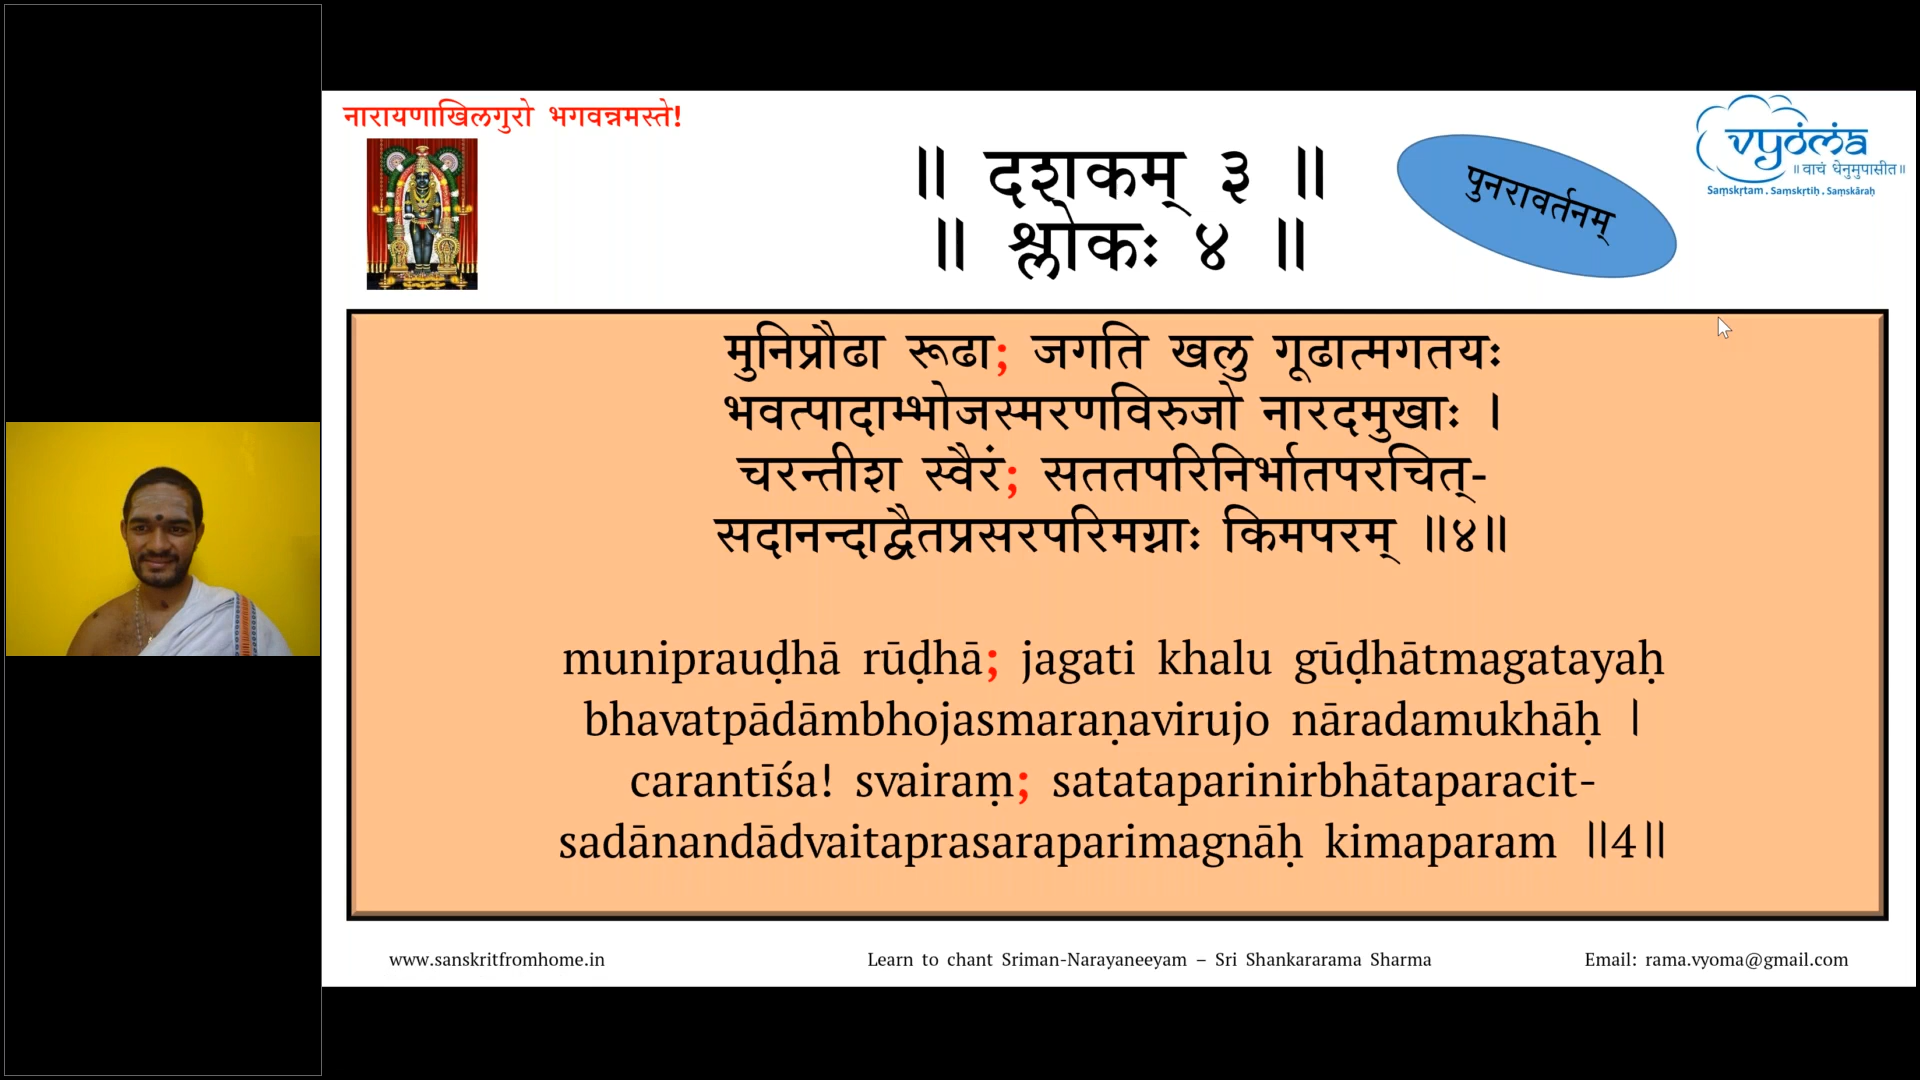 नारायणाखिलगुरो भगवन्नमस्ते!
॥ दशकम् ३ ॥
॥ श्लोकः ४ ॥
पुनरावर्तनम्
vyoma
॥ वाचं धेनुमुपासीत॥
Saṃskṛtam . Saṃskṛtiḥ . Saṃskāraḥ
मुनिप्रौढा रूढा; जगति खलु गूढात्मगतयः
भवत्पादाम्भोजस्मरणविरुजो नारदमुखाः ।
चरन्तीश स्वैरं; सततपरिनिर्भातपरचित्-
सदानन्दाद्वैतप्रसरपरिमग्नाः किमपरम् ॥४॥
muniprauḍhā rūḍhā; jagati khalu gūḍhātmagatayaḥ
bhavatpādāmbhojasmaraṇavirujo nāradamukhāḥ ।
carantīśa! svairaṃ; satataparinirbhātaparacit-
sadānandādvaitaprasaraparimagnāḥ kimaparam ॥4॥
www.sanskritfromhome.in
Learn to chant Sriman-Narayaneeyam – Sri Shankararama Sharma
Email: rama.vyoma@gmail.com